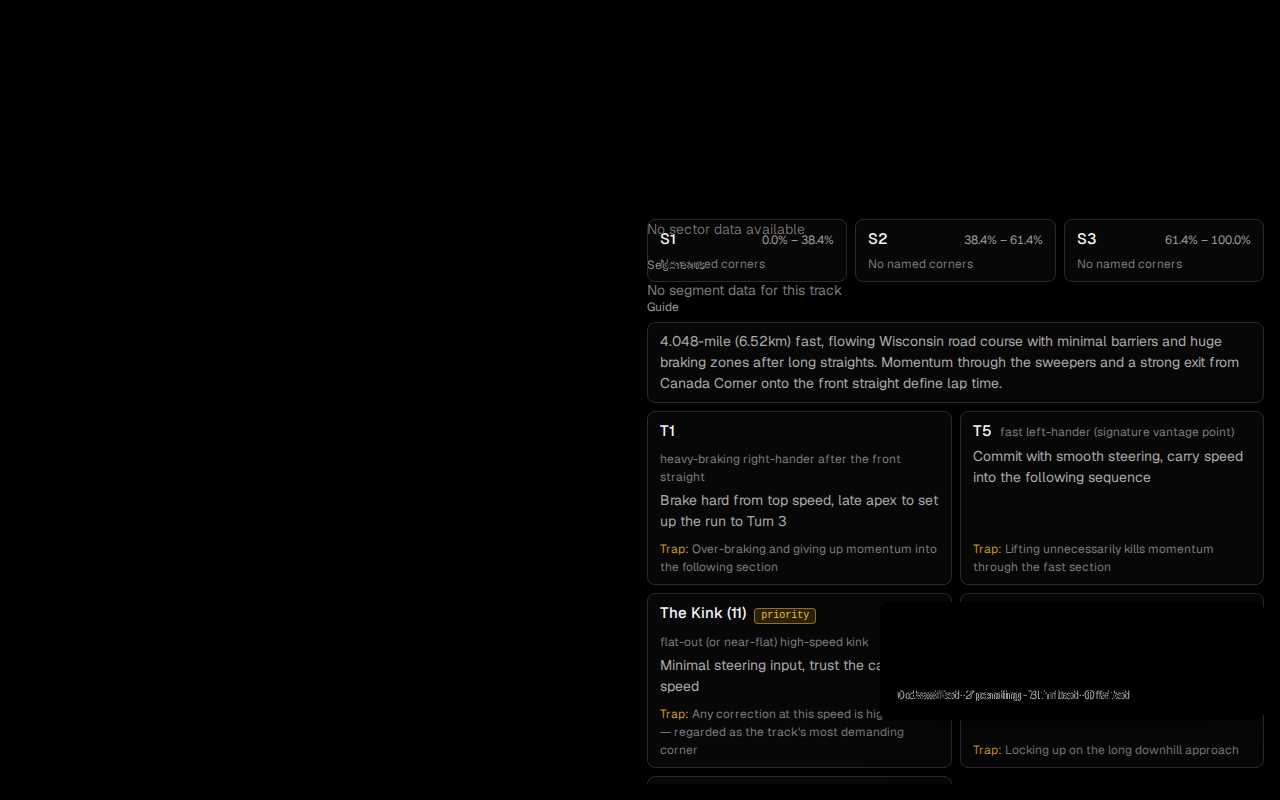 No sector data available
S1 0.0% – 38.4%
S2 38.4% – 61.4%
S3 61.4% – 100.0%
named corners
No named corners
No named corners
No segment data for this track
Guide
4.048-mile (6.52km) fast, flowing Wisconsin road course with minimal barriers and huge
braking zones after long straights. Momentum through the sweepers and a strong exit from
Canada Corner onto the front straight define lap time.
T1
heavy-braking right-hander after the front
straight
Brake hard from top speed, late apex to set
up the run to Turn 3
Trap: Over-braking and giving up momentum into
the following section
T5 fast left-hander (signature vantage point)
Commit with smooth steering, carry speed
into the following sequence
Trap: Lifting unnecessarily kills momentum
through the fast section
The Kink (11) priority
flat-out (or near-flat) high-speed kink
Minimal steering input, trust the
speed
Trap: Any correction at this speed is
— regarded as the track's most demanding
corner
Trap: Locking up on the long downhill approach